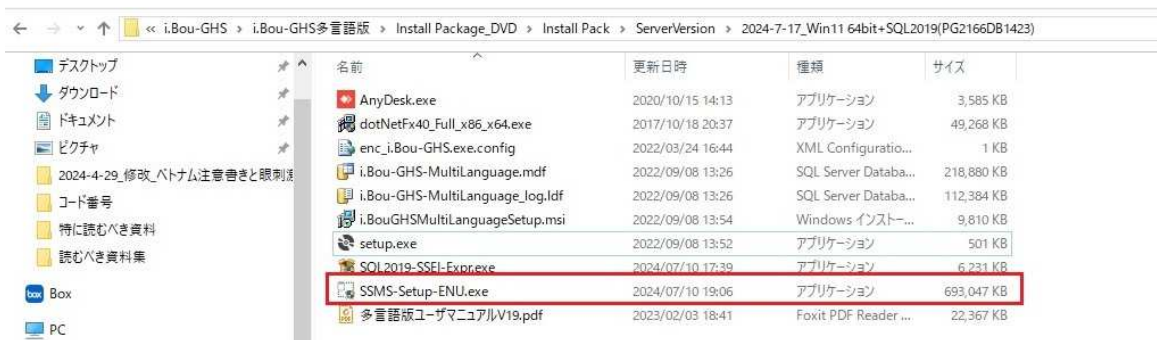 « i.Bou-GHS › i.Bou-GHS多言語版 › Install Package_DVD › Install Pack › ServerVersion › 2024-7-17_Win11 64bit+SQL2019(PG2166DB1423)
名前 更新日時 種類 サイズ
デスクトップ
ダウンロード
ドキュメント
ピクチャ
2024-4-29_修改_ベトナム注意書きと眼刺激
コード番号
特に読むべき資料
読むべき資料集
Box
PC
AnyDesk.exe 2020/10/15 14:13 アプリケーション 3,585 KB
dotNetFx40_Full_x86_x64.exe 2017/10/18 20:37 アプリケーション 49,268 KB
enc_i.Bou-GHS.exe.config 2022/03/24 16:44 XML Configuratio... 1 KB
i.Bou-GHS-MultiLanguage.mdf 2022/09/08 13:26 SQL Server Databa... 218,880 KB
i.Bou-GHS-MultiLanguage_log.ldf 2022/09/08 13:26 SQL Server Databa... 112,384 KB
i.BouGHSMultiLanguageSetup.msi 2022/09/08 13:54 Windows インストー... 9,810 KB
setup.exe 2022/09/08 13:52 アプリケーション 501 KB
SQL2019-SSEI-Expr.exe 2024/07/10 17:39 アプリケーション 6,231 KB
SSMS-Setup-ENU.exe 2024/07/10 19:06 アプリケーション 693,047 KB
多言語版ユーザマニュアルV19.pdf 2023/02/03 18:41 Foxit PDF Reader ... 22,367 KB